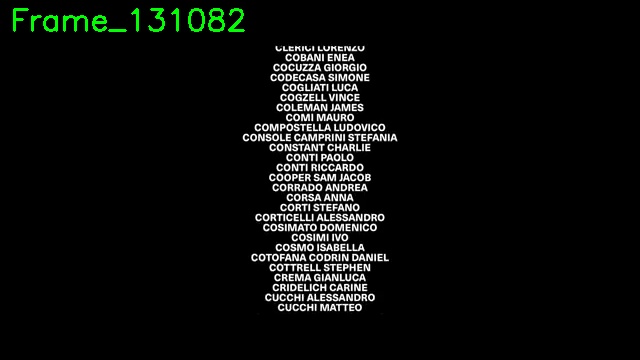 Frame_131082
CLERICI LORENZO
COBANI ENEA
COCUZZA GIORGIO
CODECASA SIMONE
COGLIATI LUCA
COGZELL VINCE
COLEMAN JAMES
COMI MAURO
COMPOSTELLA LUDOVICO
CONSOLE CAMPRINI STEFANIA
CONSTANT CHARLIE
CONTI PAOLO
CONTI RICCARDO
COOPER SAM JACOB
CORRADO ANDREA
CORSA ANNA
CORTI STEFANO
CORTICELLI ALESSANDRO
COSIMATO DOMENICO
COSIMI IVO
COSMO ISABELLA
COTOFANA CODRIN DANIEL
COTTRELL STEPHEN
CREMA GIANLUCA
CRIDELICH CARINE
CUCCHI ALESSANDRO
CUCCHI MATTEO